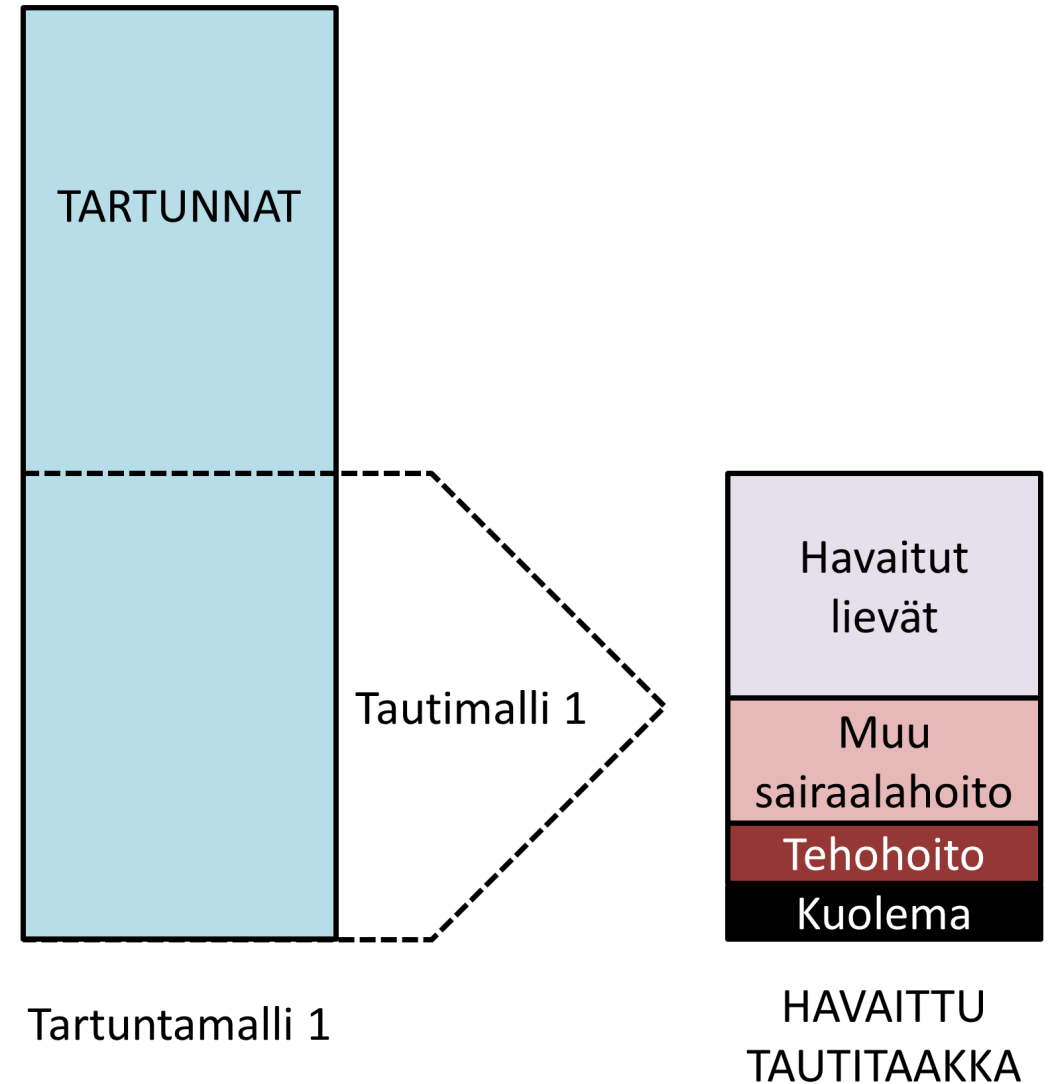 TARTUNNAT
Tautimalli 1
Tartuntamalli 1
Havaitut
lievät
Muu
sairaalahoito
Tehohoito
Kuolema
HAVAITTU
TAUTITAAKKA